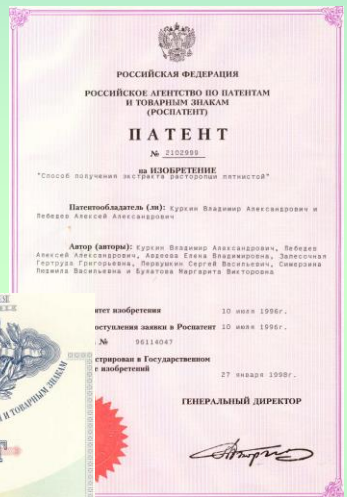 РОССИЙСКАЯ ФЕДЕРАЦИЯ
РОССИЙСКОЕ АГЕНТСТВО ПО ПАТЕНТАМ
И ТОВАРНЫМ ЗНАКАМ
(РОСПАТЕНТ)
ПАТЕНТ
№ 2102999
на ИЗОБРЕТЕНИЕ
"Способ получения экстракта расторопши пятнистой"
Патентообладатель (ли): Куркин Владимир Александрович и
Лебедев Алексей Александрович
Автор (авторы): Куркин Владимир Александрович, Лебедев
Алексей Александрович, Авдеева Елена Владимировна, Запесочная
Гертруда Григорьевна, Первушкин Сергей Васильевич, Симерзина
Людмила Васильевна и Булатова Маргарита Викторовна
тет изобретения 10 июля 1996г.
оступления заявки в Роспатент 10 июля 1996г.
№ 96114047
стрирован в Государственном
е изобретений
27 января 1998г.
ГЕНЕРАЛЬНЫЙ ДИРЕКТОР
И ТОВАРНЫМ ЗНАКАМ